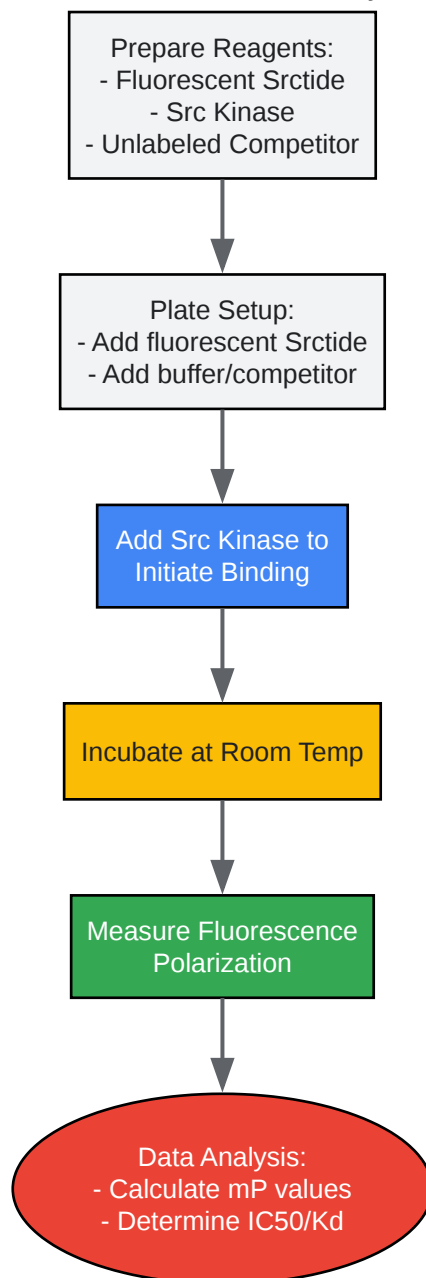 Prepare Reagents:
- Fluorescent Srctide
- Src Kinase
- Unlabeled Competitor
Plate Setup:
- Add fluorescent Srctide
- Add buffer/competitor
Add Src Kinase to
Initiate Binding
Incubate at Room Temp
Measure Fluorescence
Polarization
Data Analysis:
- Calculate mP values
- Determine IC50/Kd